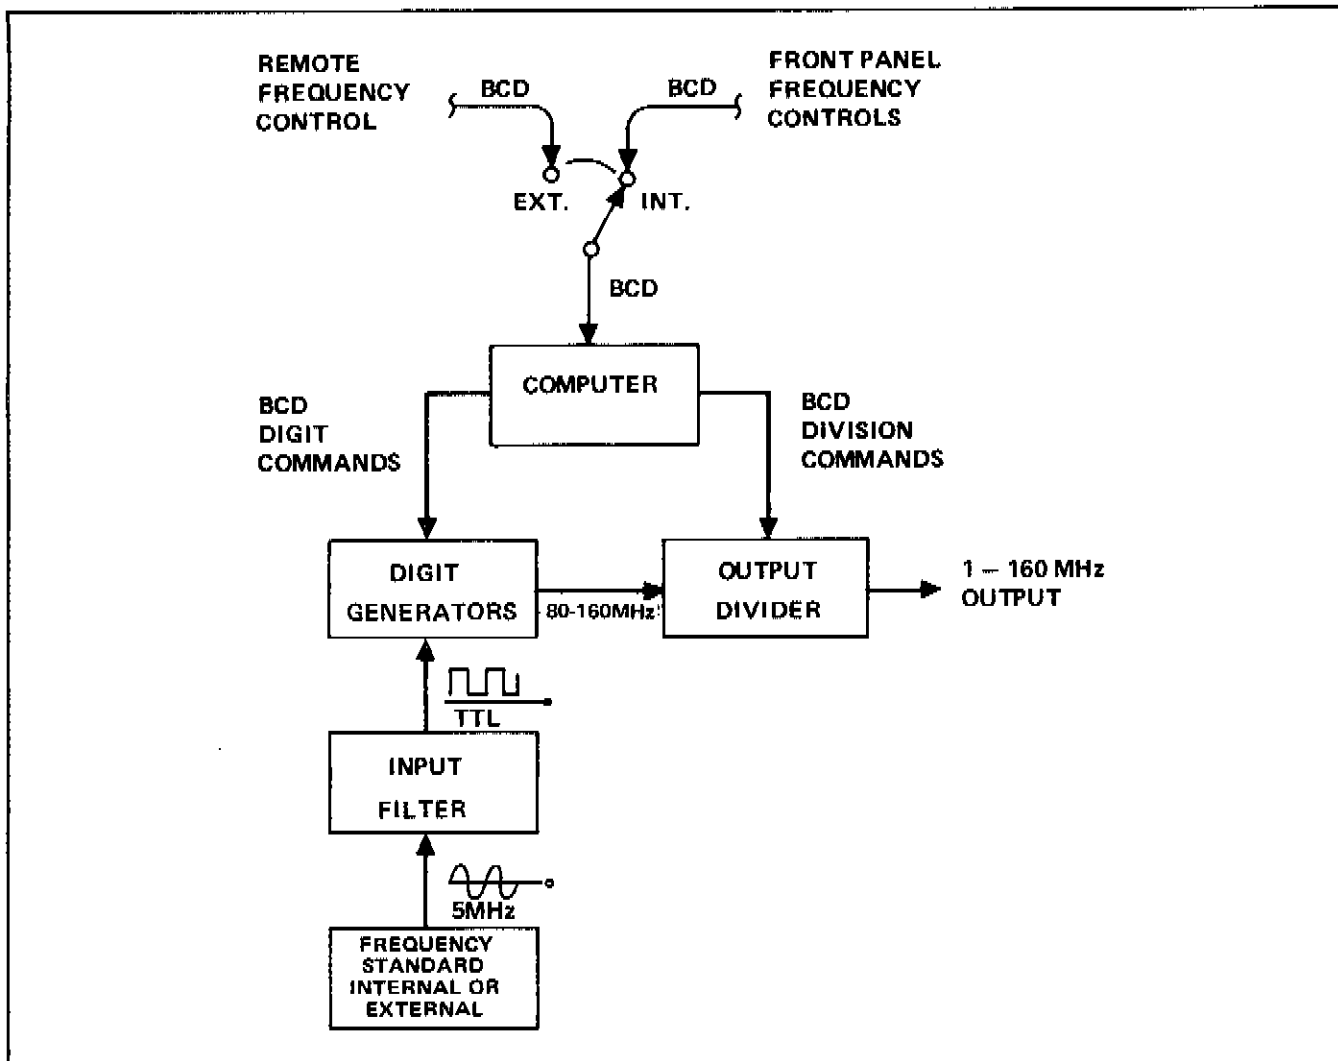 REMOTE
FREQUENCY
CONTROL
BCD
BCD
FRONT PANEL
FREQUENCY
CONTROLS
EXT.
INT.
BCD
COMPUTER
BCD
DIGIT
COMMANDS
BCD
DIVISION
COMMANDS
DIGIT
GENERATORS
80-160MHz
OUTPUT
DIVIDER
1 – 160 MHz
OUTPUT
TTL
INPUT
FILTER
5MHz
FREQUENCY
STANDARD
INTERNAL OR
EXTERNAL